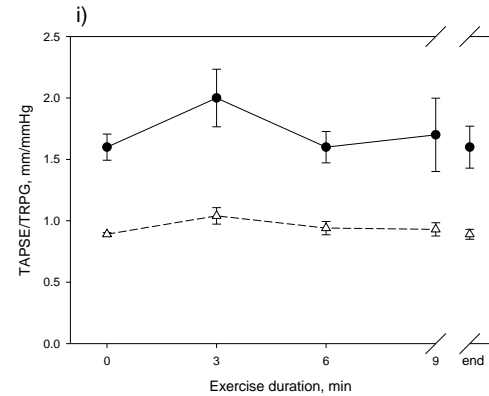 i)
TAPSE/TRPG, mm/mmHg
2.5
2.0
1.5
1.0
0.5
0.0
0 3 6 9 end
Exercise duration, min